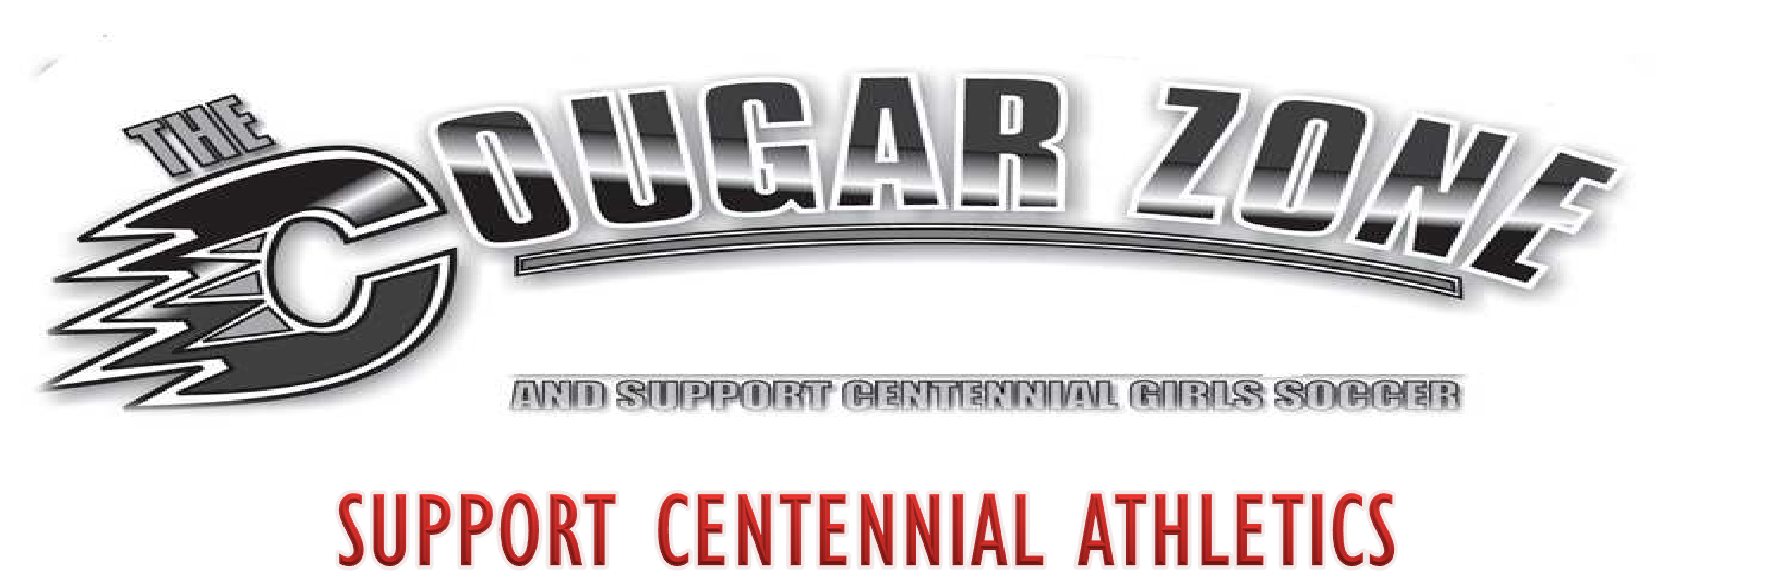 THE
COUGAR ZONE
AND SUPPORT CENTENNIAL GIRLS SOCCER
SUPPORT CENTENNIAL ATHLETICS